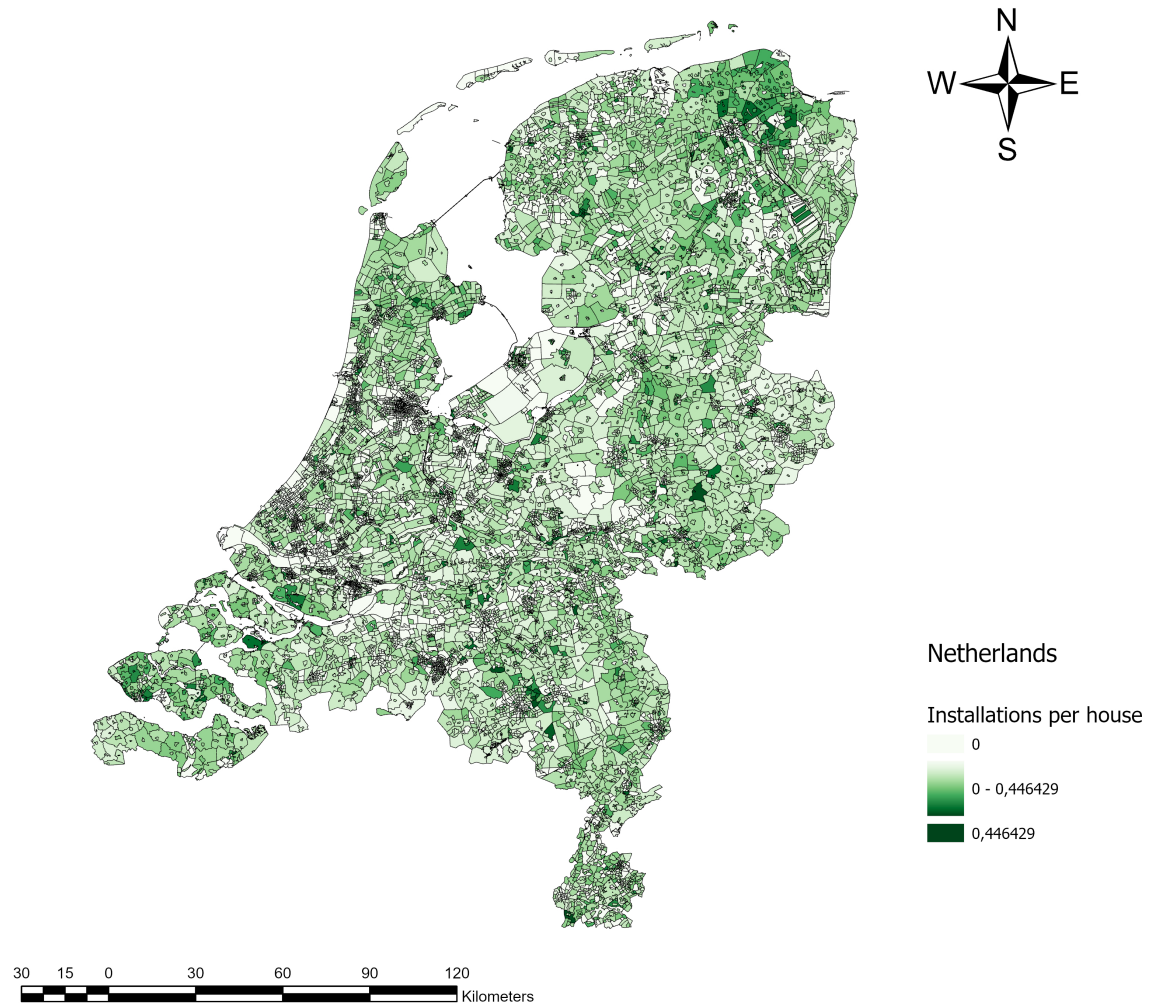 N
W E
S
Netherlands
Installations per house
0
0 - 0,446429
0,446429
30 15 0 30 60 90 120
Kilometers